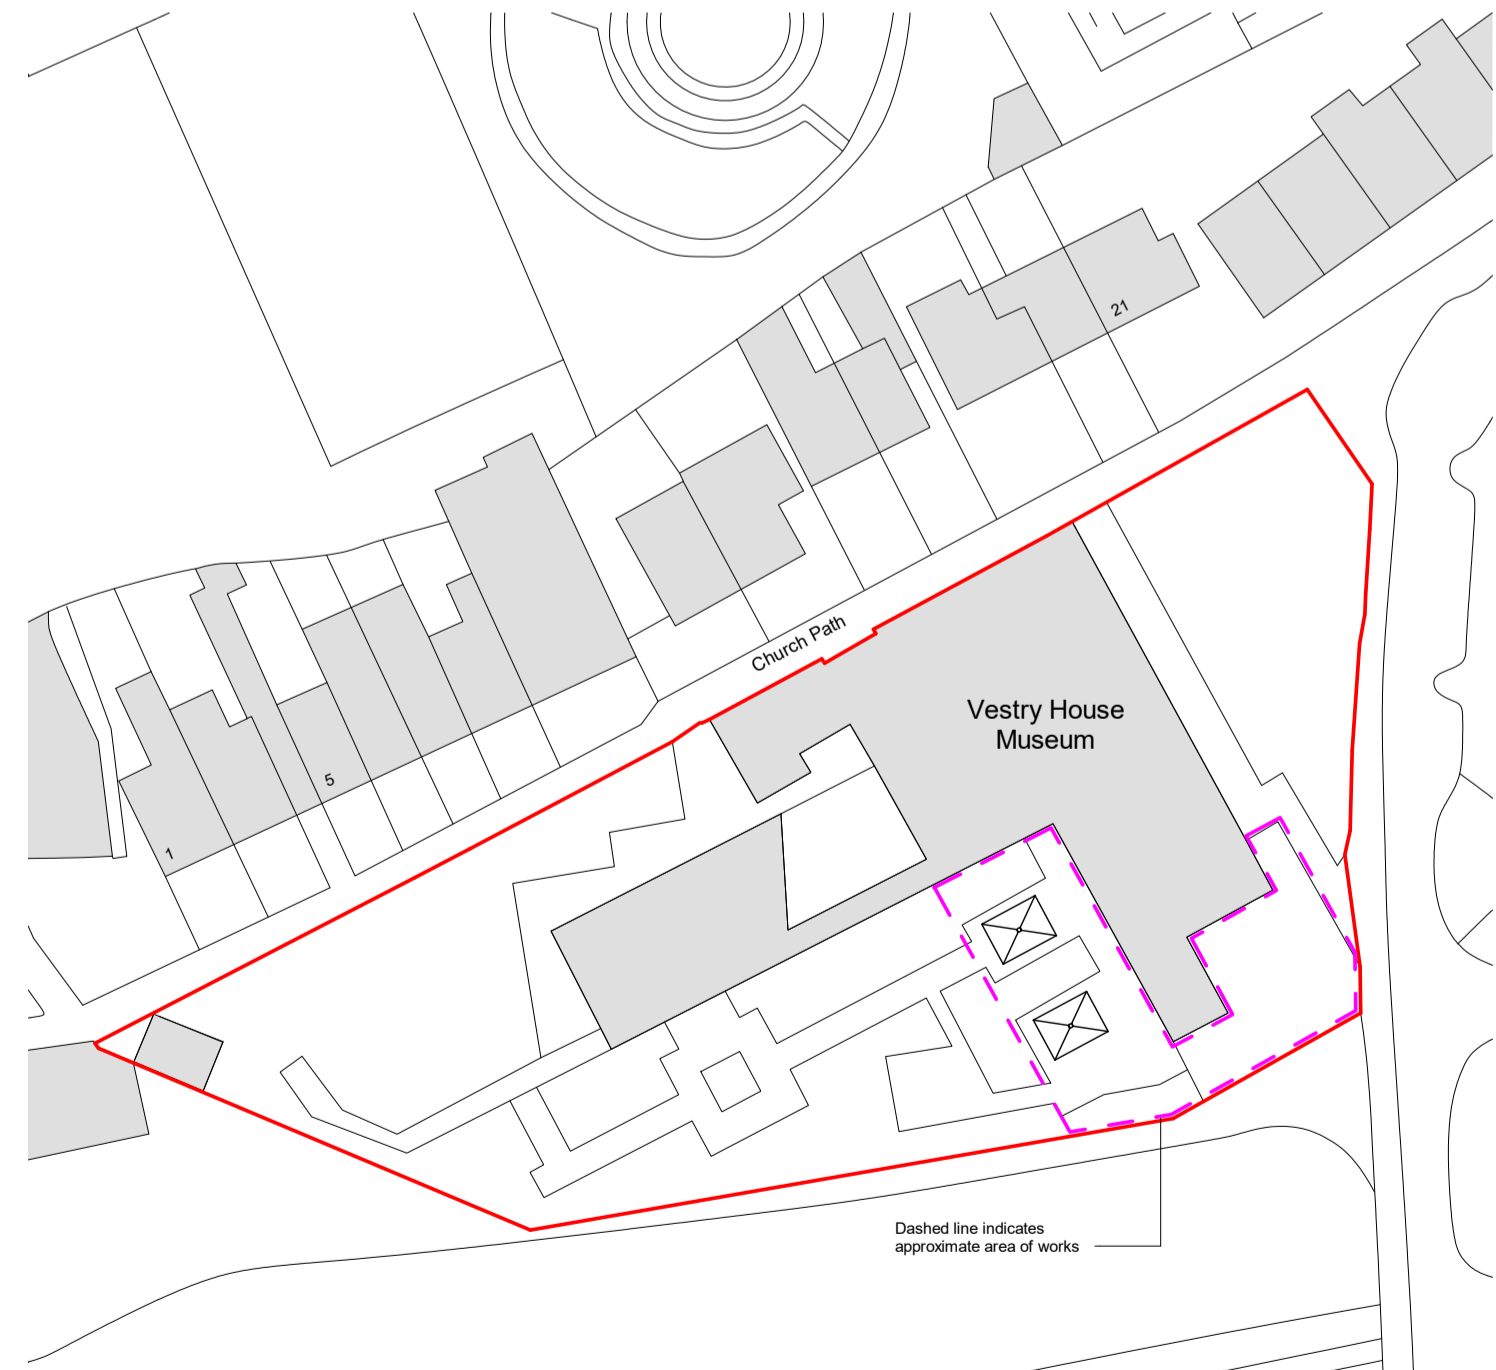 21
Church Path
Vestry House
Museum
5
1
Dashed line indicates
approximate area of works